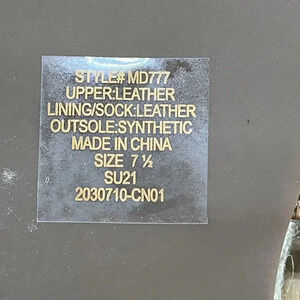 STYLE# MD777
UPPER:LEATHER
LINING/SOCK:LEATHER
OUTSOLE:SYNTHETIC
MADE IN CHINA
SIZE 7 ½
SU21
2030710-CN01